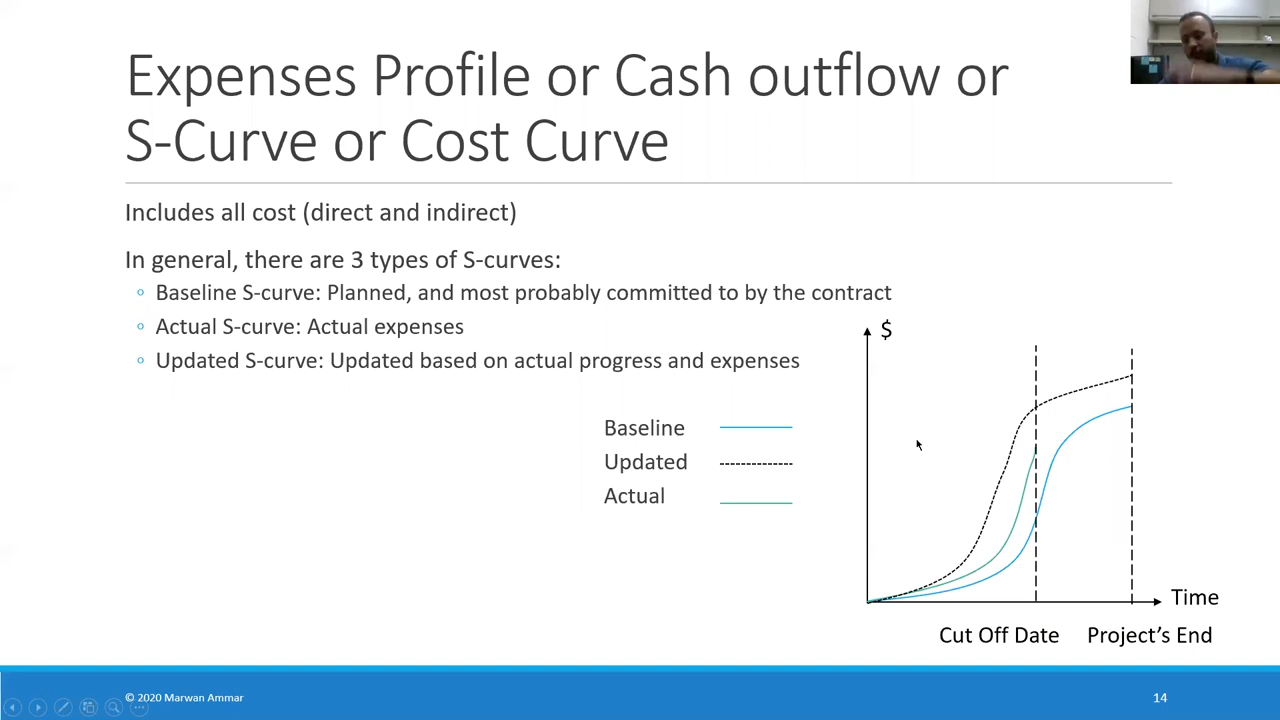 Expenses Profile or Cash outflow or
S-Curve or Cost Curve
Includes all cost (direct and indirect)
In general, there are 3 types of S-curves:
Baseline S-curve: Planned, and most probably committed to by the contract
Actual S-curve: Actual expenses
Updated S-curve: Updated based on actual progress and expenses
Baseline
Updated
Actual
$
Time
Cut Off Date
Project's End
© 2020 Marwan Ammar
14